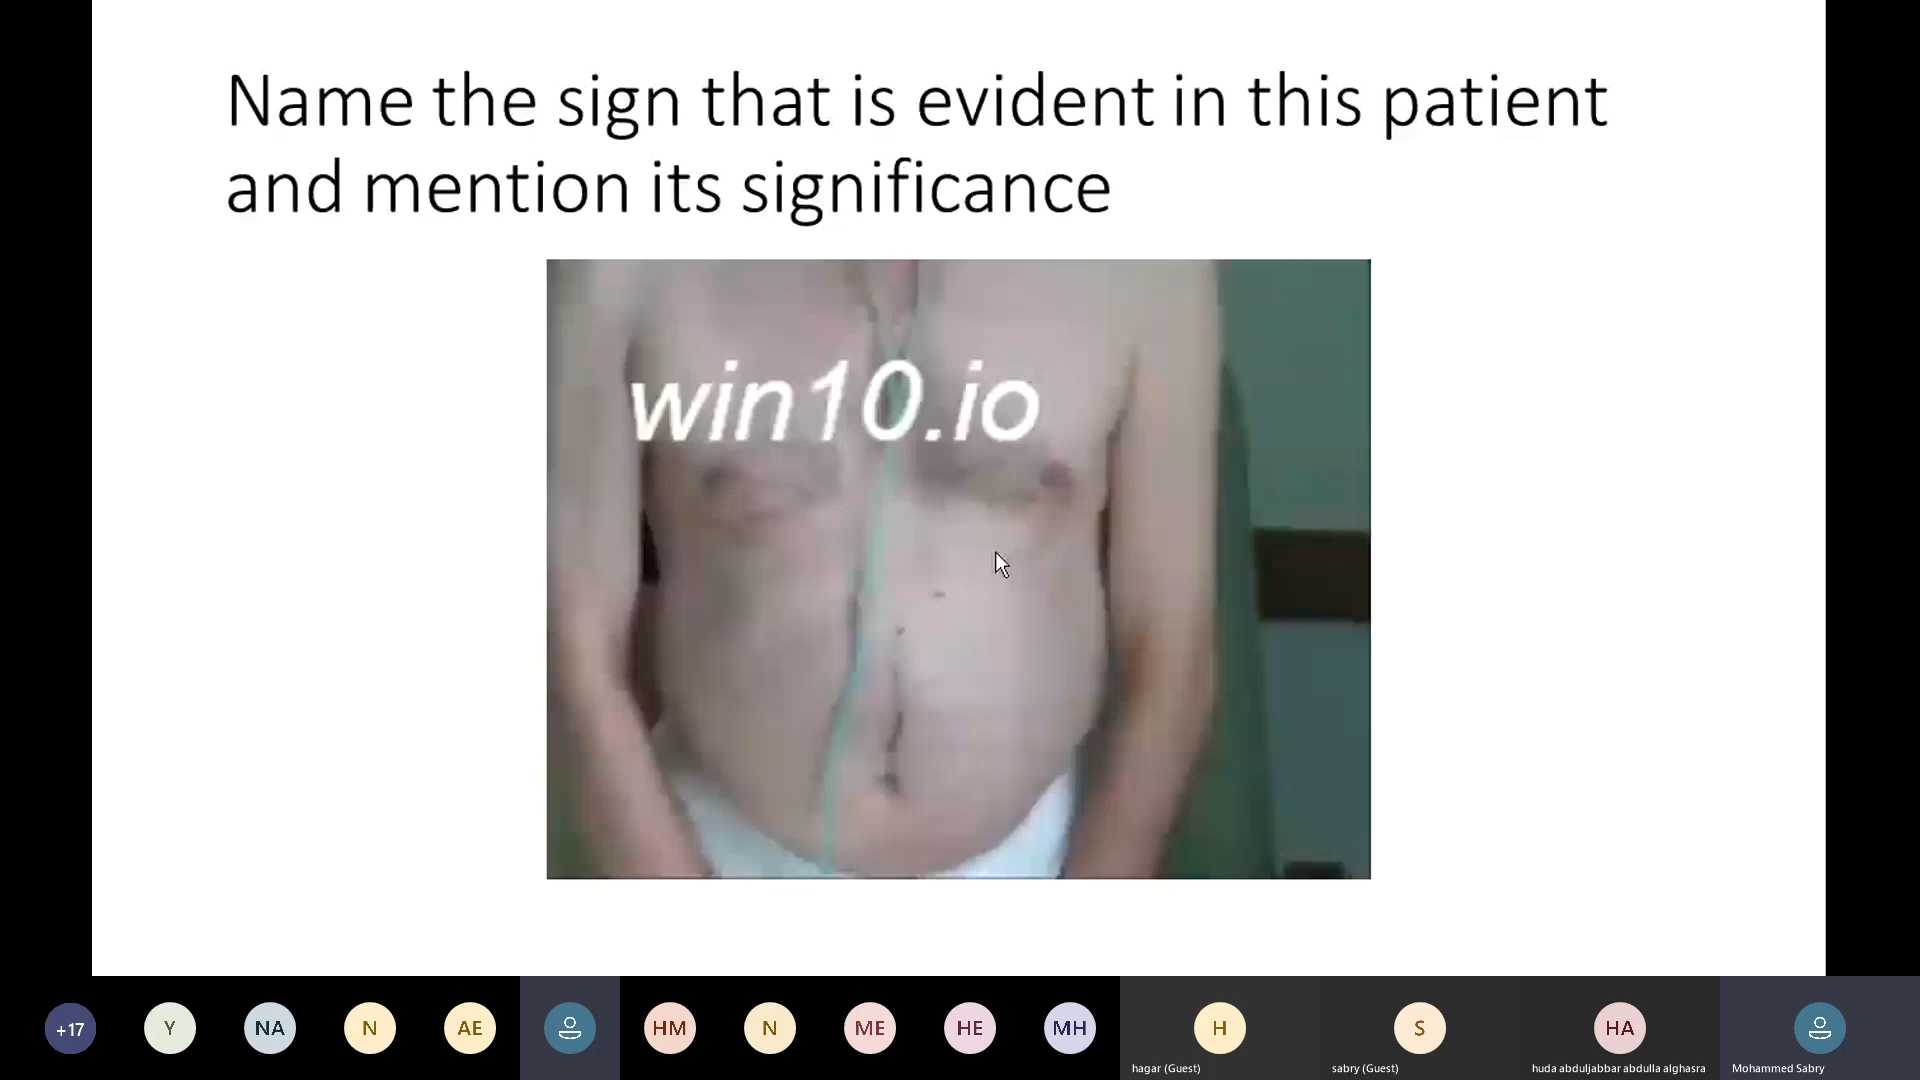 Name the sign that is evident in this patient
and mention its significance
win10.io
+17
Y
NA
N
AE
HM
N
ME
HE
MH
H
S
HA
hagar (Guest)
sabry (Guest)
huda abduljabbar abdulla alghasra
Mohammed Sabry